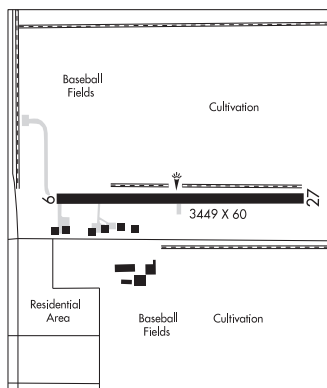 Baseball
Fields
Cultivation
9
27
3449 X 60
Residential
Area
Baseball
Fields
Cultivation